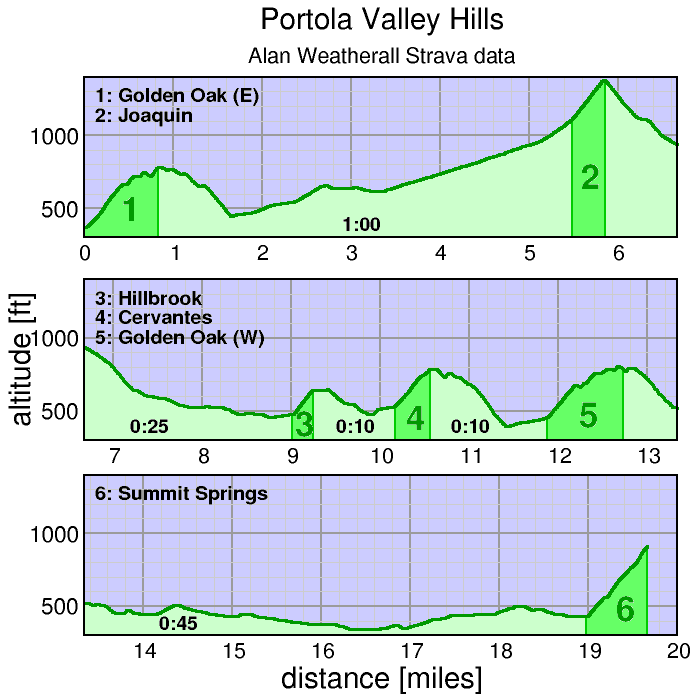 Portola Valley Hills
Alan Weatherall Strava data
1: Golden Oak (E)
2: Joaquin
1000
500
1
2
1:00
0 1 2 3 4 5 6
altitude [ft]
3: Hillbrook
4: Cervantes
5: Golden Oak (W)
1000
500
3
4
5
0:25
0:10
0:10
7 8 9 10 11 12 13
6: Summit Springs
1000
500
6
0:45
14 15 16 17 18 19 20
distance [miles]